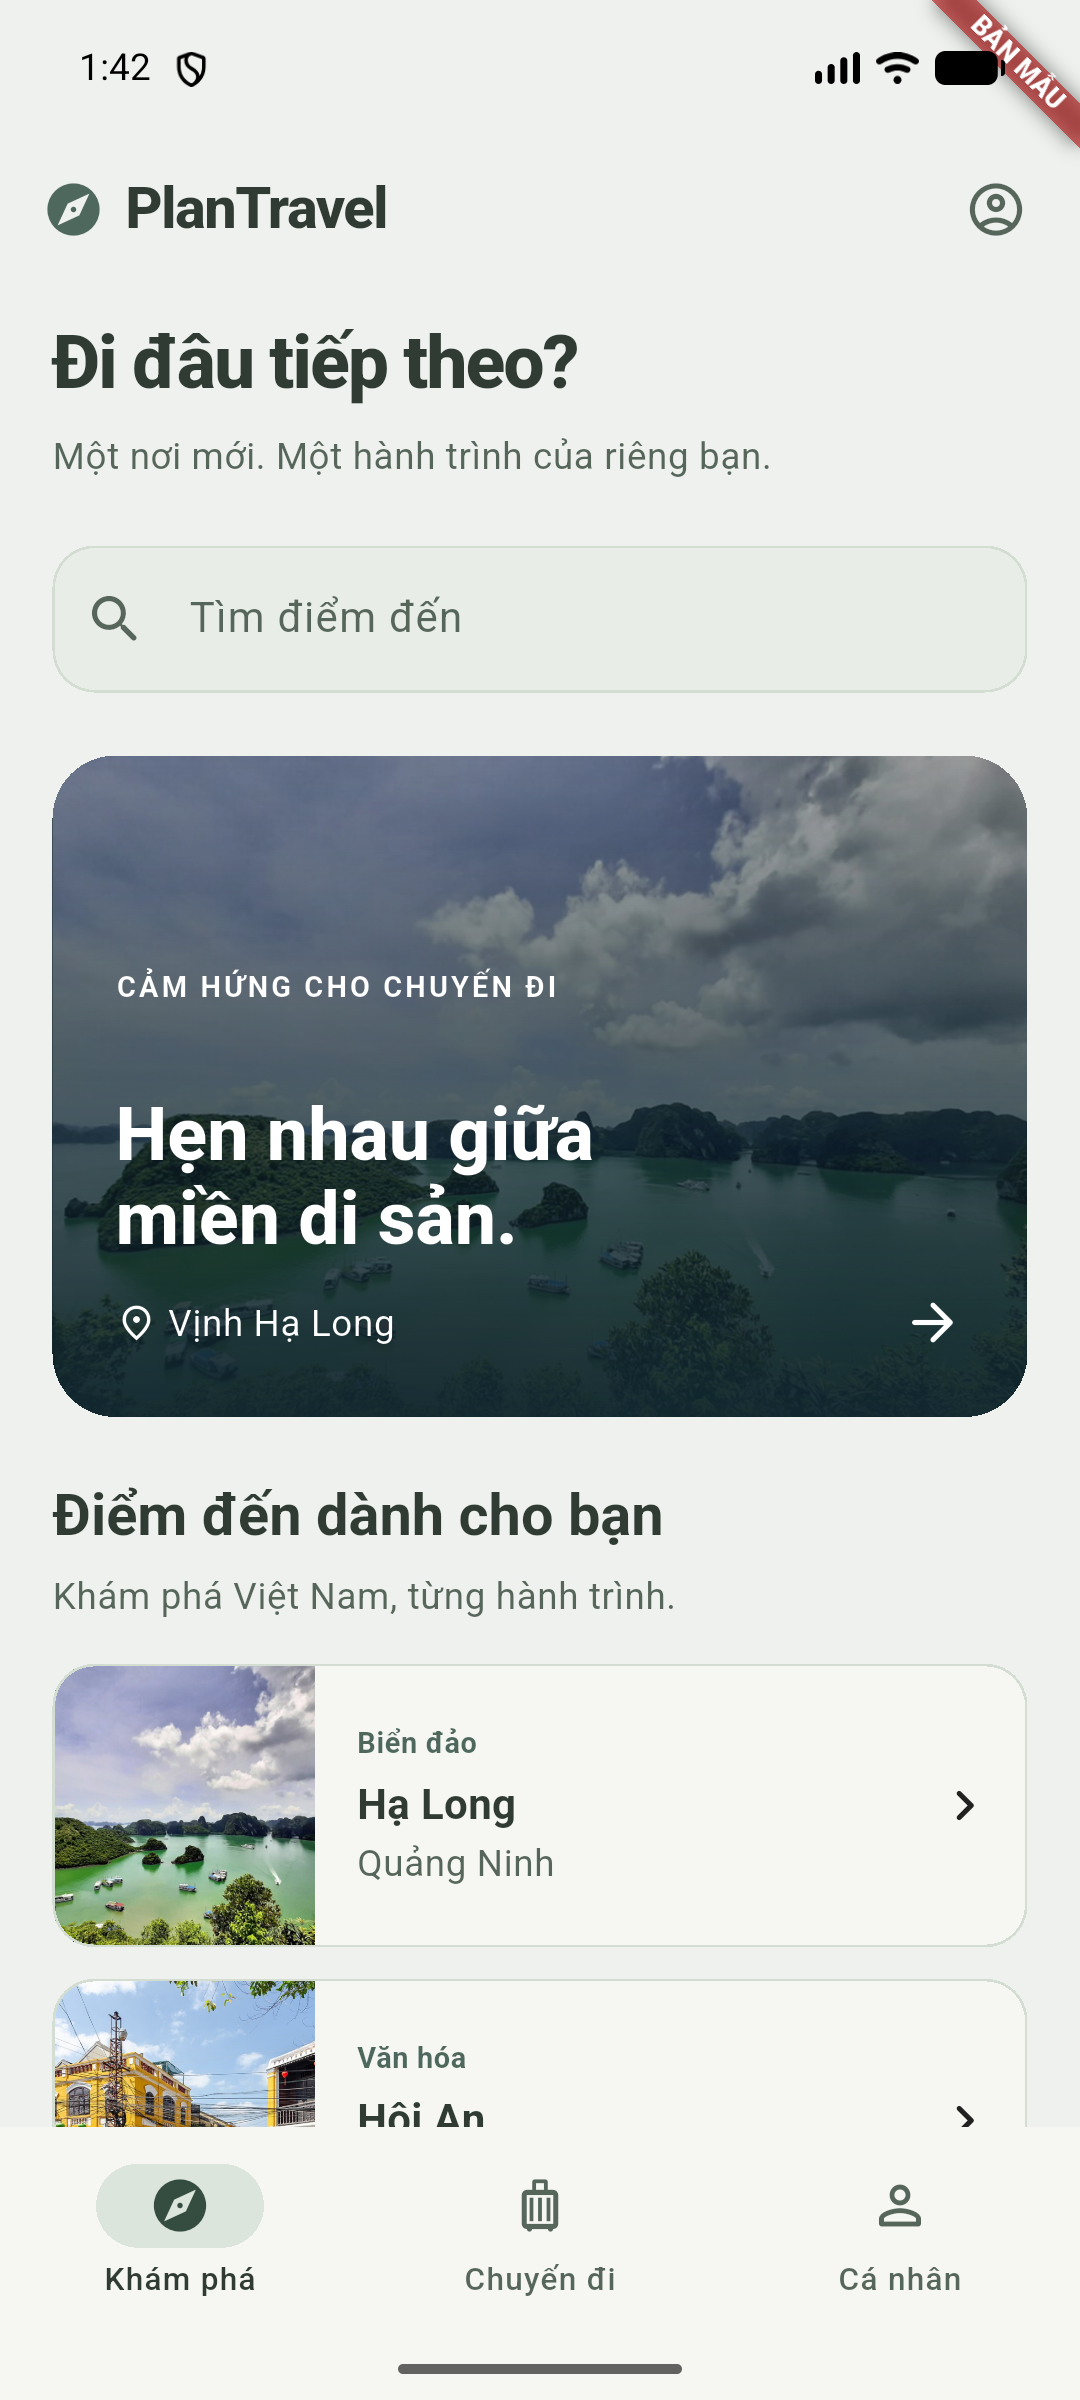 1:42
BẢN MẪU
PlanTravel
Đi đâu tiếp theo?
Một nơi mới. Một hành trình của riêng bạn.
Tìm điểm đến
CẢM HỨNG CHO CHUYẾN ĐI
Hẹn nhau giữa
miền di sản.
Vịnh Hạ Long
Điểm đến dành cho bạn
Khám phá Việt Nam, từng hành trình.
Biển đảo
Hạ Long
Quảng Ninh
Văn hóa
Hội An
Khám phá
Chuyến đi
Cá nhân